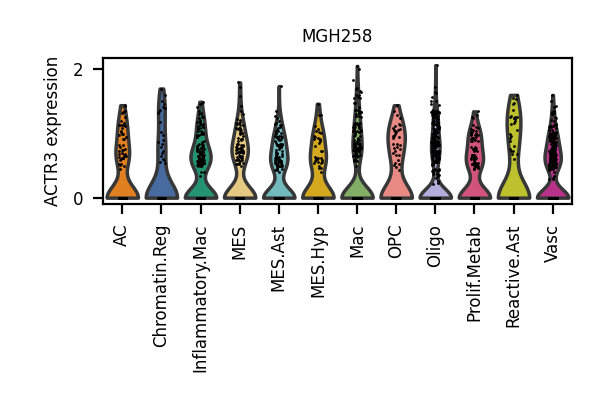 MGH258
ACTR3 expression
2
0
AC
Chromatin.Reg
Inflammatory.Mac
MES
MES.Ast
MES.Hyp
Mac
OPC
Oligo
Prolif.Metab
Reactive.Ast
Vasc